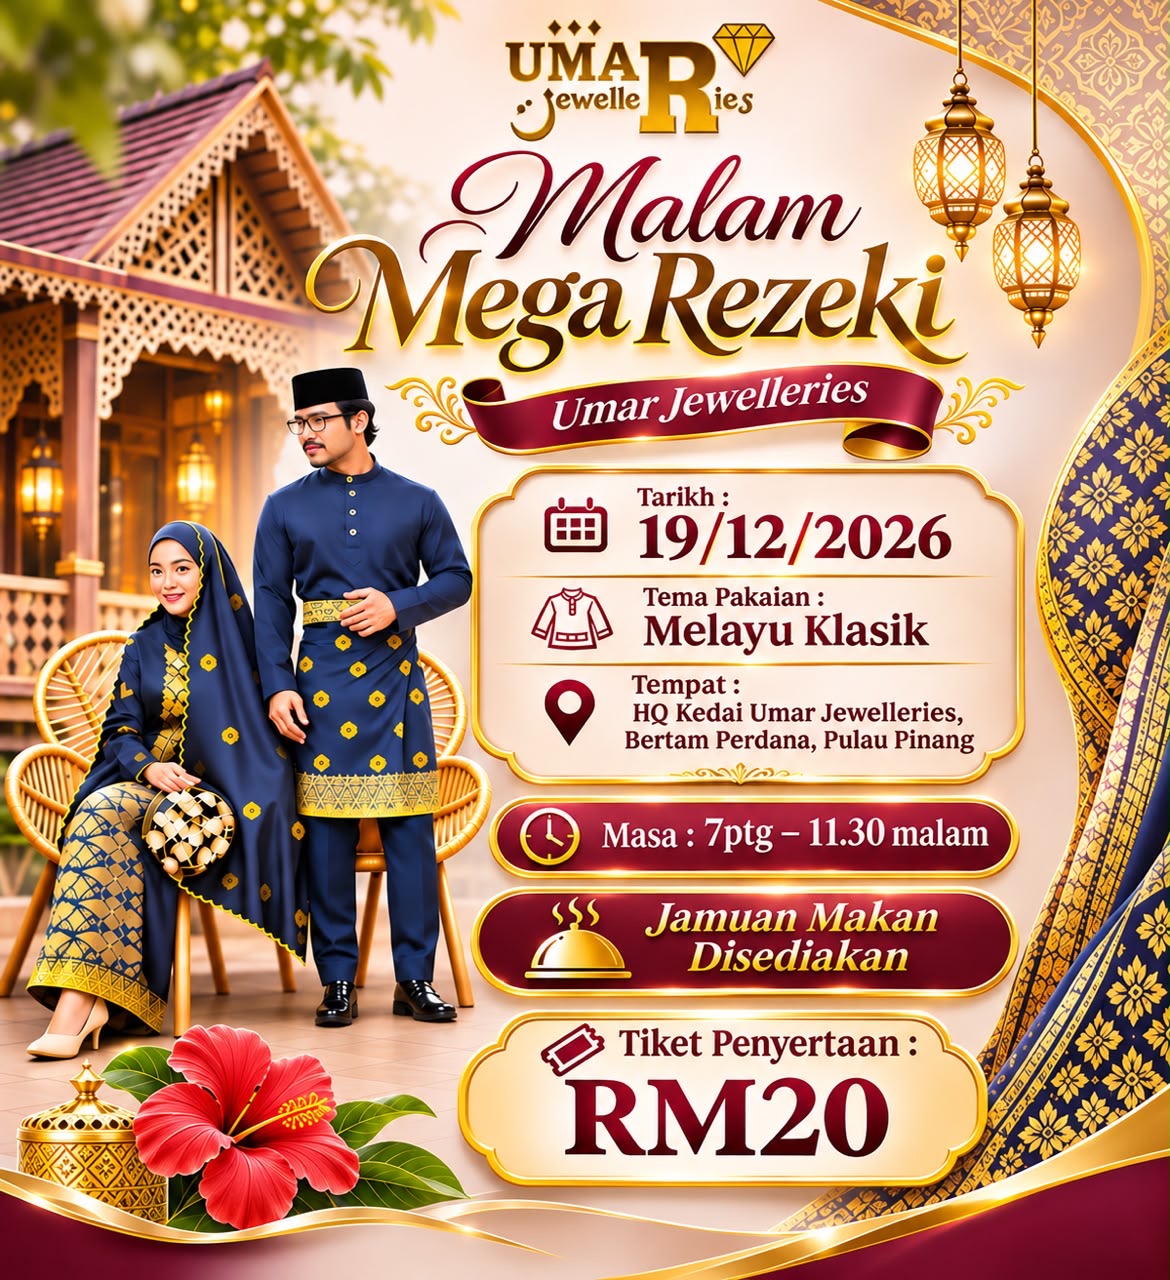 UMAR
Jewelleries
Malam
Mega Rezeki
Umar Jewelleries
Tarikh :
19/12/2026
Tema Pakaian :
Melayu Klasik
Tempat :
HQ Kedai Umar Jewelleries,
Bertam Perdana, Pulau Pinang
Masa : 7ptg – 11.30 malam
Jamuan Makan
Disediakan
Tiket Penyertaan :
RM20